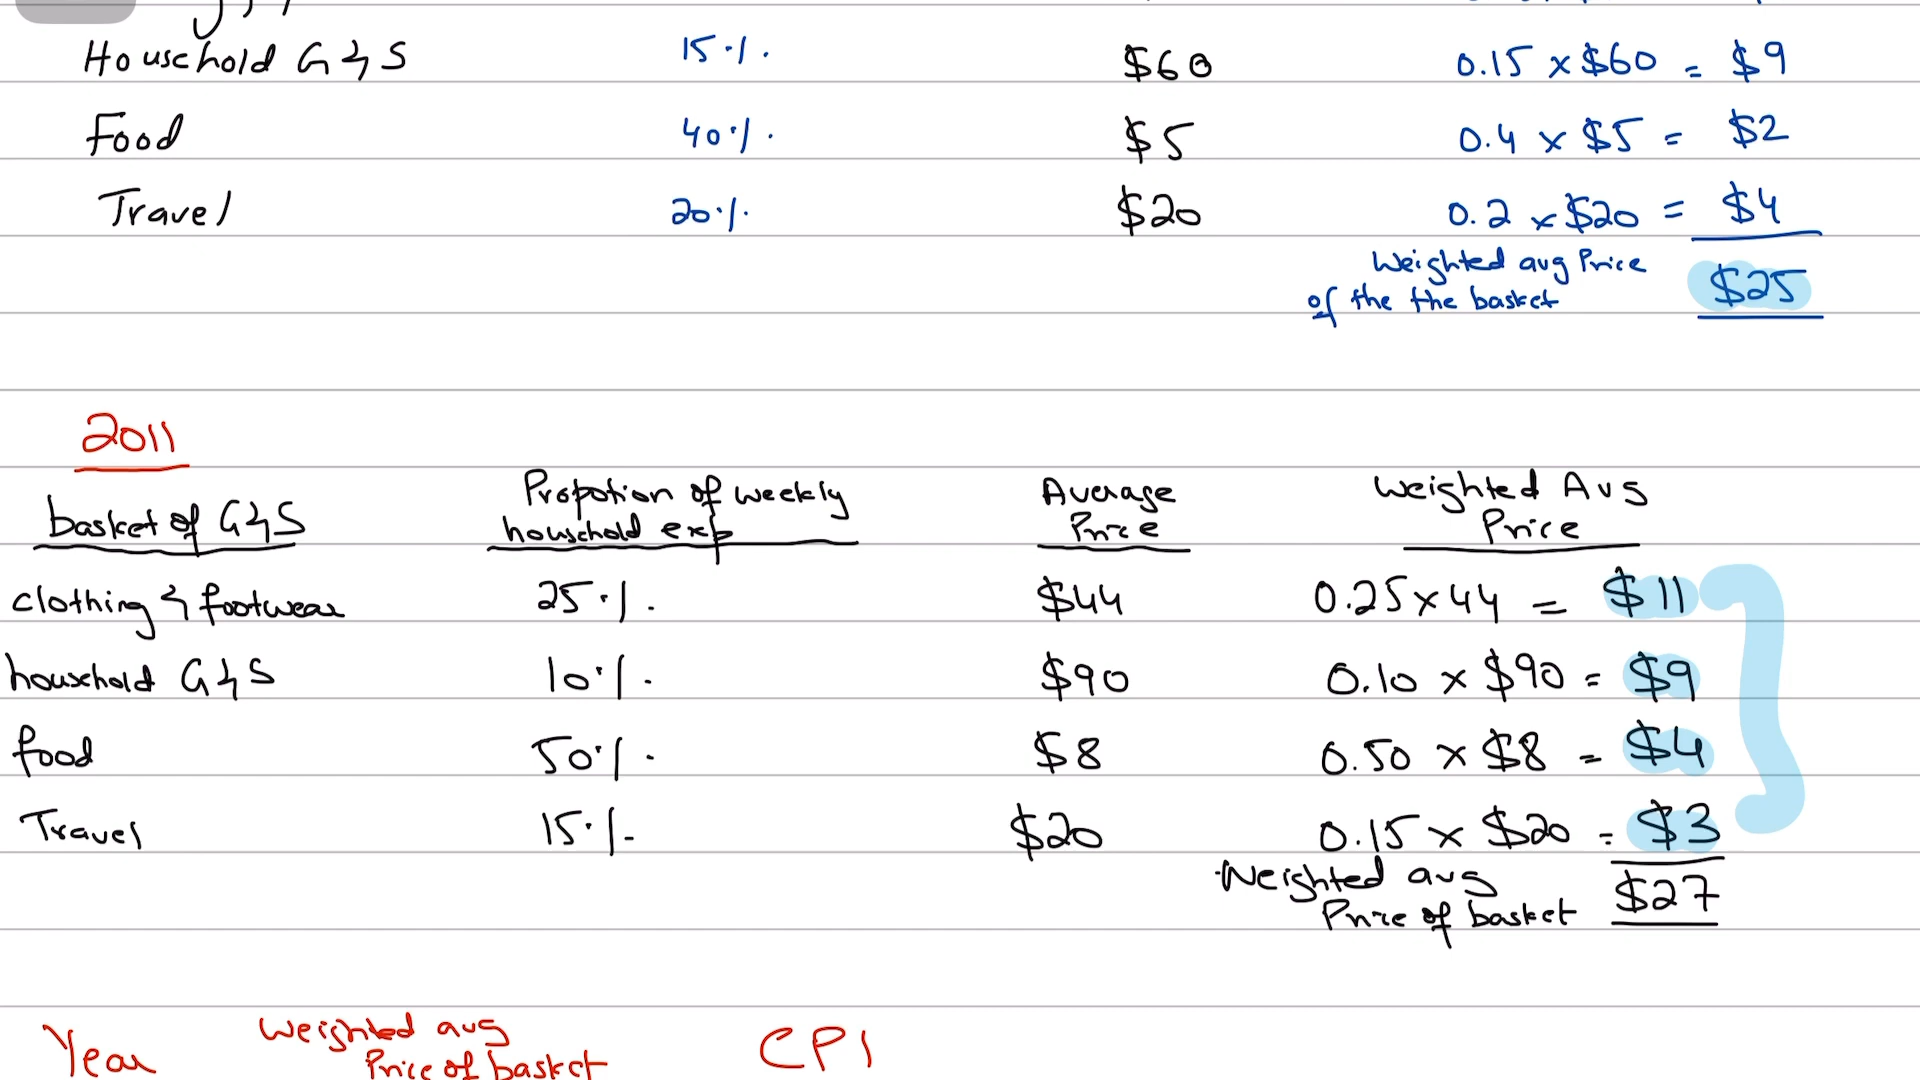 Household G & S 15% $60 0.15 x $60 = $9
Food 40% $5 0.4 x $5 = $2
Travel 20% $20 0.2 x $20 = $4
Weighted avg Price
of the the basket $25
2011
basket of G & S Propotion of weekly household exp Average Price Weighted Avg Price
clothing & footwear 25% $44 0.25 x 44 = $11
household G & S 10% $90 0.10 x $90 = $9
food 50% $8 0.50 x $8 = $4
Travel 15% $20 0.15 x $20 = $3
Weighted avg
Price of basket $27
Year Weighted avg Price of basket CPI